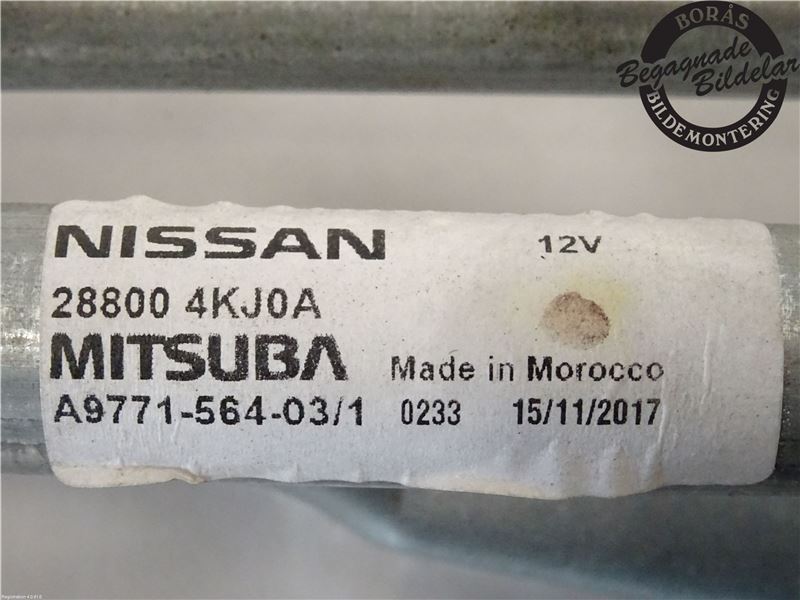 BORÅS
Begagnade
Bildelar
BILDEMONTERING
NISSAN
12V
28800 4KJ0A
MITSUBA
Made in Morocco
A9771-564-03/1 0233 15/11/2017